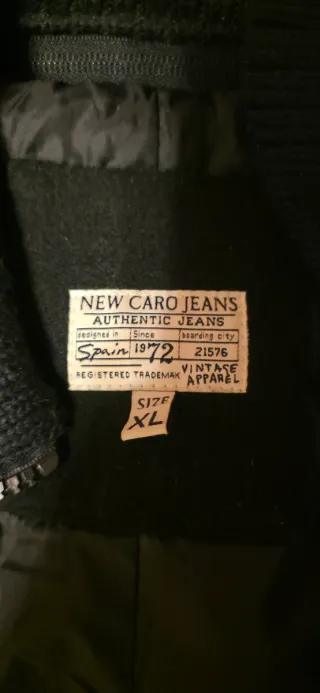 NEW CARO JEANS
AUTHENTIC JEANS
designed in Since boarding city
Spain 1972 21576
REGISTERED TRADEMAK VINTAGE APPAREL
SIZE
XL